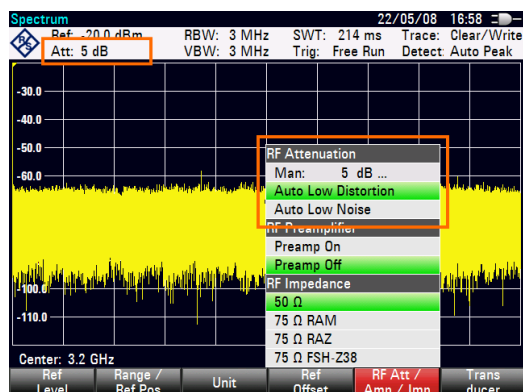 Spectrum 22/05/08 16:58
Ref: -20.0 dBm RBW: 3 MHz SWT: 214 ms Trace: Clear/Write
Att: 5 dB VBW: 3 MHz Trig: Free Run Detect: Auto Peak
-30.0
-40.0
-50.0
-60.0
-100.0
-110.0
RF Attenuation
Man: 5 dB ...
Auto Low Distortion
Auto Low Noise
RF Preamplifier
Preamp On
Preamp Off
RF Impedance
50 Ω
75 Ω RAM
75 Ω RAZ
75 Ω FSH-Z38
Center: 3.2 GHz
Ref Level
Range / Ref Pos
Unit
Ref Offset
RF Att / Amp / Imp
Trans ducer